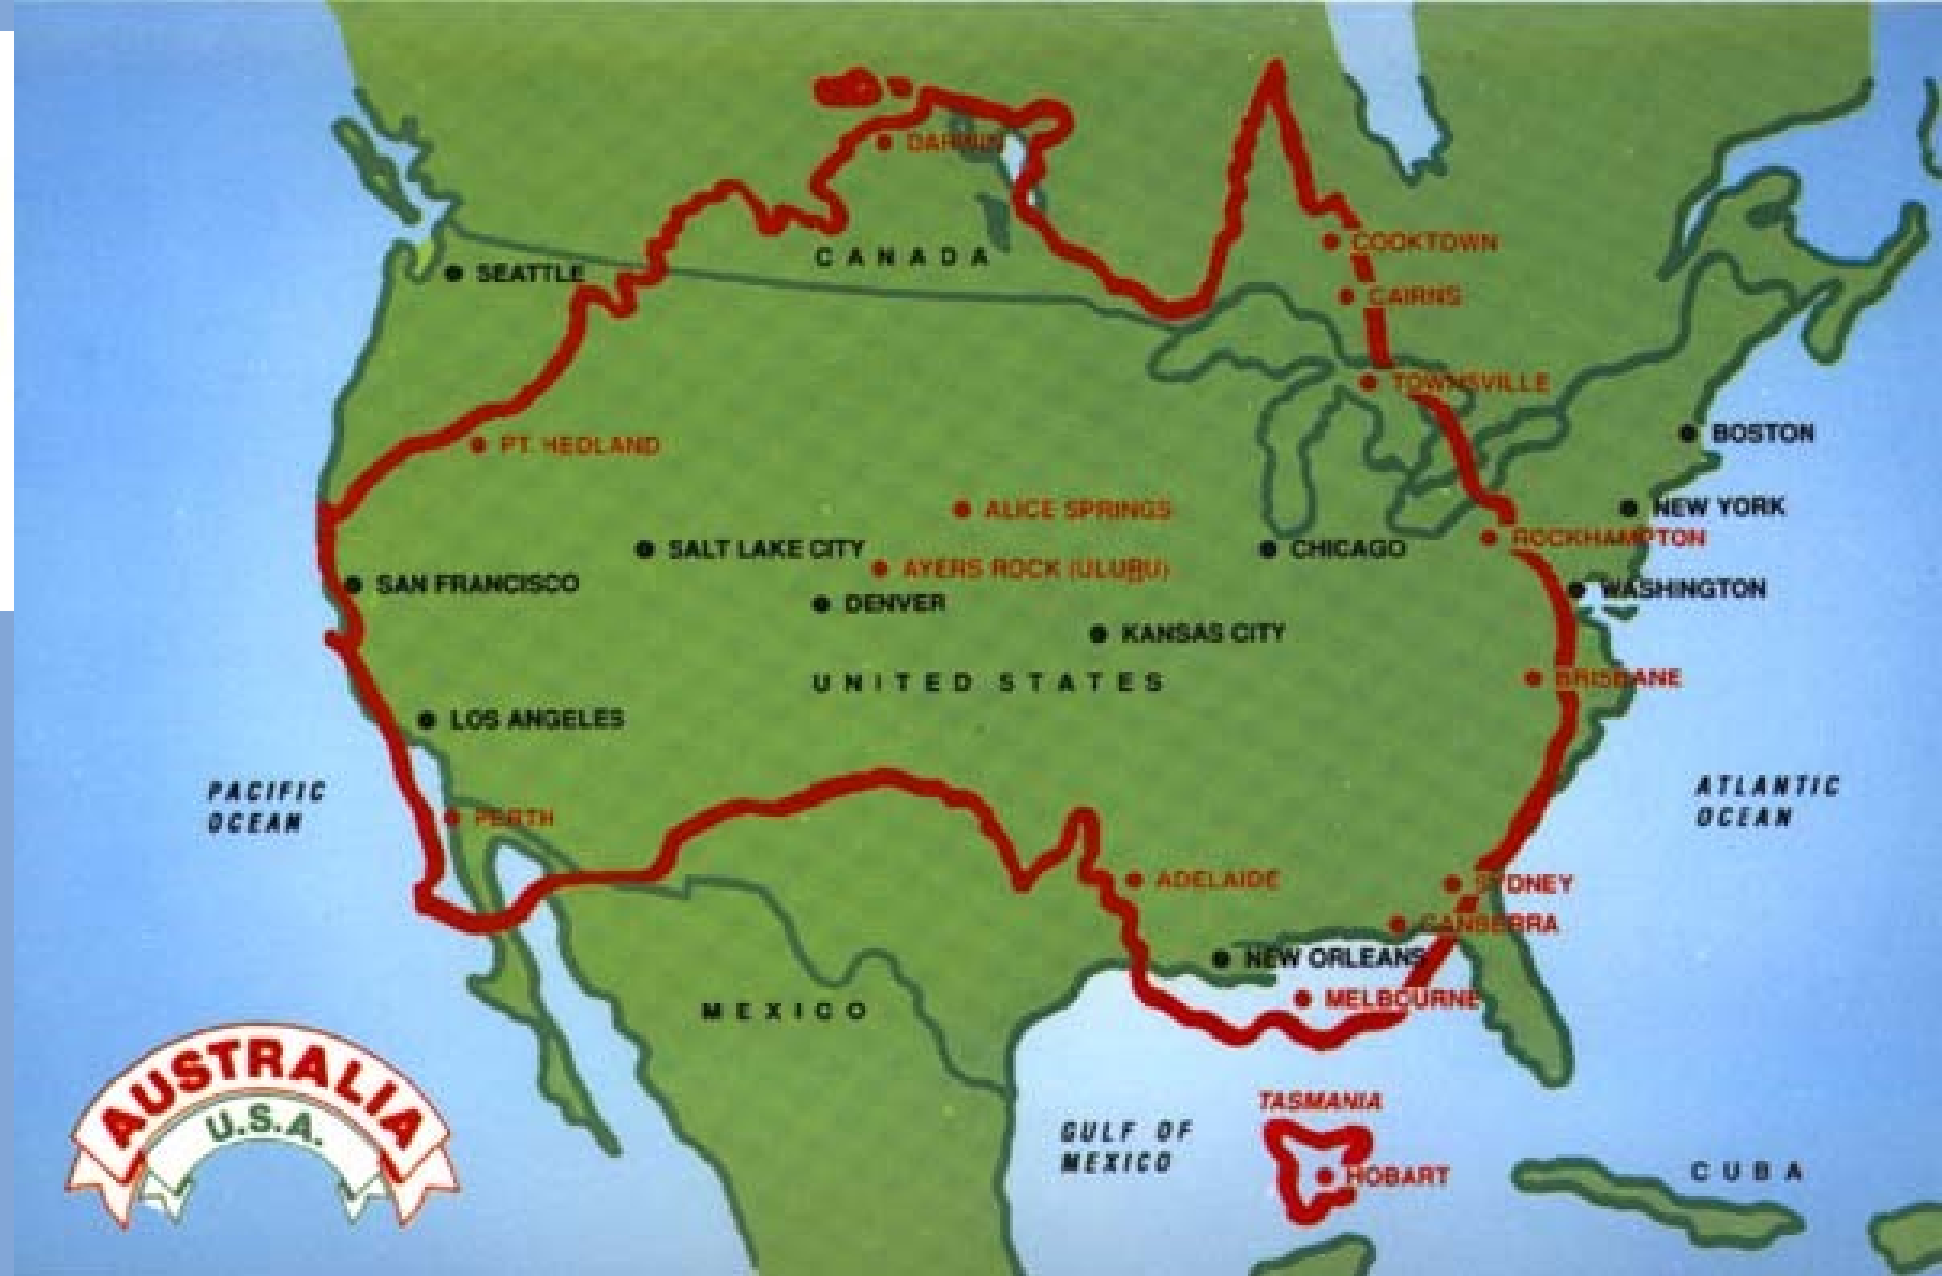 DARWIN
COOKTOWN
CANADA
SEATTLE
CAIRNS
TOWNSVILLE
PT. HEDLAND
BOSTON
ALICE SPRINGS
NEW YORK
ROCKHAMPTON
SALT LAKE CITY
CHICAGO
AYERS ROCK (ULURU)
SAN FRANCISCO
WASHINGTON
DENVER
KANSAS CITY
UNITED STATES
BRISBANE
LOS ANGELES
PACIFIC
OCEAN
ATLANTIC
OCEAN
PERTH
ADELAIDE
SYDNEY
CANBERRA
NEW ORLEANS
MELBOURNE
MEXICO
AUSTRALIA
U.S.A.
TASMANIA
GULF OF
MEXICO
HOBART
CUBA